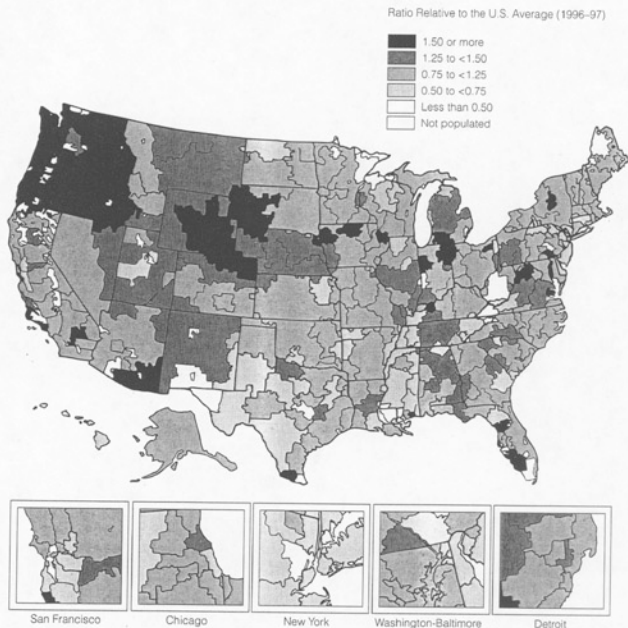 Ratio Relative to the U.S. Average (1996–97)
1.50 or more
1.25 to <1.50
0.75 to <1.25
0.50 to <0.75
Less than 0.50
Not populated
San Francisco
Chicago
New York
Washington-Baltimore
Detroit